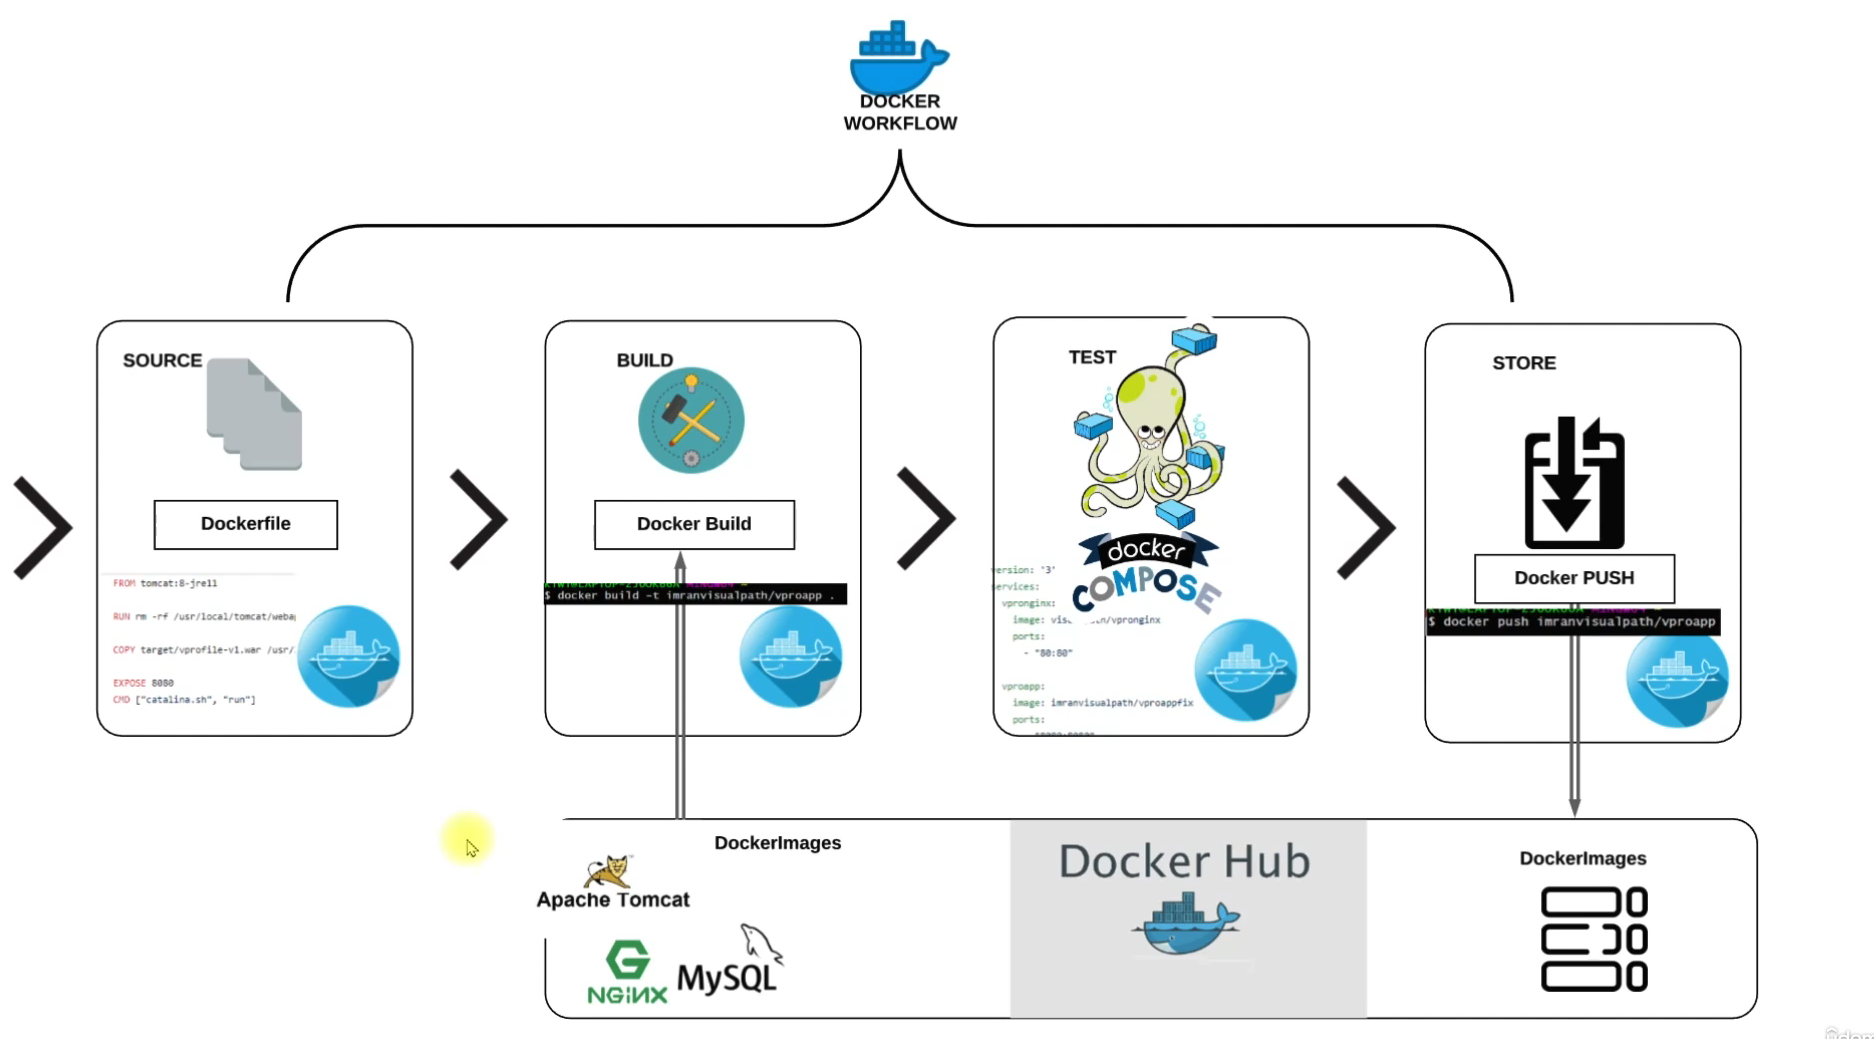 DOCKER
WORKFLOW
SOURCE
Dockerfile
FROM tomcat:8-jre11
RUN rm -rf /usr/local/tomcat/weba
COPY target/vprofile-v1.war /usr/
EXPOSE 8080
CMD ["catalina.sh", "run"]
BUILD
Docker Build
$ docker build -t imranvisualpath/vproapp .
TEST
docker
COMPOSE
version: '3'
services:
vpronginx:
image:
/vpronginx
ports:
- "80:80"
vproapp:
image: imranvisualpath/vproappfix
ports:
STORE
Docker PUSH
$ docker push imranvisualpath/vproapp
DockerImages
Apache Tomcat
NGiNX
MySQL
Docker Hub
DockerImages